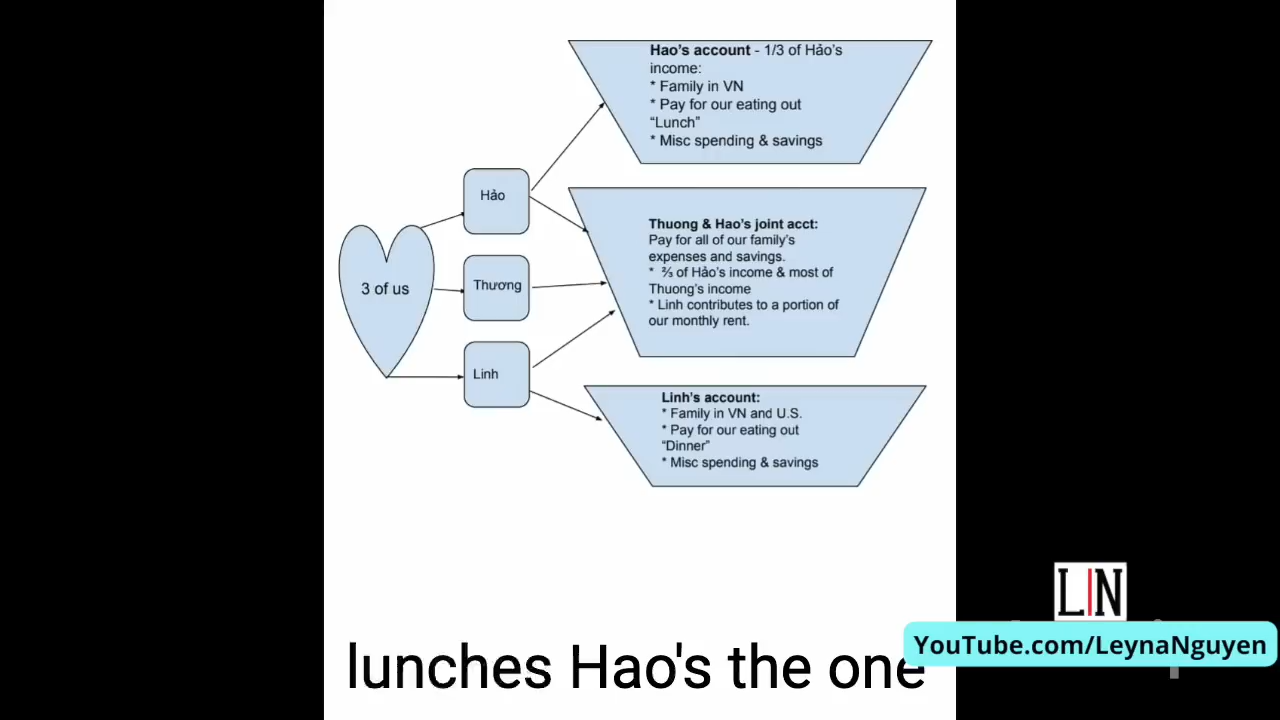 Hao’s account - 1/3 of Hảo’s
income:
* Family in VN
* Pay for our eating out
“Lunch”
* Misc spending & savings
Hảo
Thuong & Hao’s joint acct:
Pay for all of our family’s
expenses and savings.
* ⅔ of Hảo’s income & most of
Thuong’s income
* Linh contributes to a portion of
our monthly rent.
3 of us
Thương
Linh
Linh’s account:
* Family in VN and U.S.
* Pay for our eating out
“Dinner”
* Misc spending & savings
L|N
YouTube.com/LeynaNguyen
lunches Hao's the one